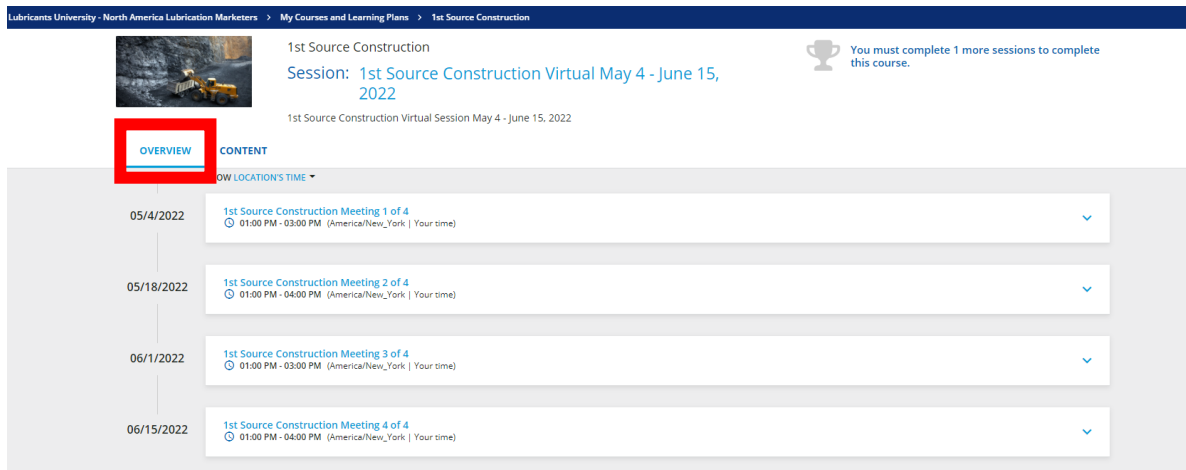 Lubricants University - North America Lubrication Marketers > My Courses and Learning Plans > 1st Source Construction
1st Source Construction
Session: 1st Source Construction Virtual May 4 - June 15,
2022
1st Source Construction Virtual Session May 4 - June 15, 2022
You must complete 1 more sessions to complete
this course.
OVERVIEW CONTENT
OW LOCATION'S TIME
05/4/2022
1st Source Construction Meeting 1 of 4
01:00 PM - 03:00 PM (America/New_York | Your time)
05/18/2022
1st Source Construction Meeting 2 of 4
01:00 PM - 04:00 PM (America/New_York | Your time)
06/1/2022
1st Source Construction Meeting 3 of 4
01:00 PM - 03:00 PM (America/New_York | Your time)
06/15/2022
1st Source Construction Meeting 4 of 4
01:00 PM - 04:00 PM (America/New_York | Your time)